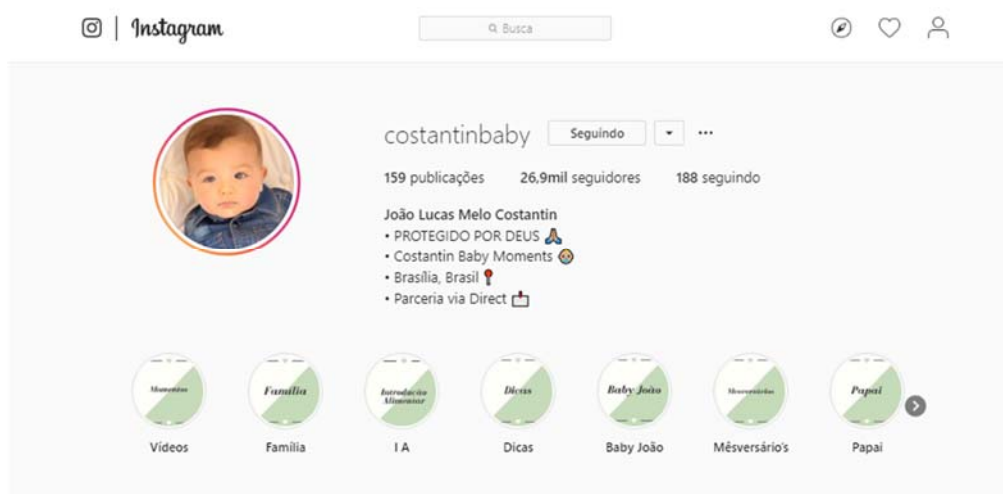 Instagram
Busca
costantinbaby Seguindo
159 publicações 26,9mil seguidores 188 seguindo
João Lucas Melo Costantin
• PROTEGIDO POR DEUS 🙏
• Costantin Baby Moments 👶
• Brasília, Brasil 📍
• Parceria via Direct 📩
Momentos Família Introdução Alimentar Dicas Baby João Mesversários Papai
Vídeos Família I A Dicas Baby João Mêsversário's Papai